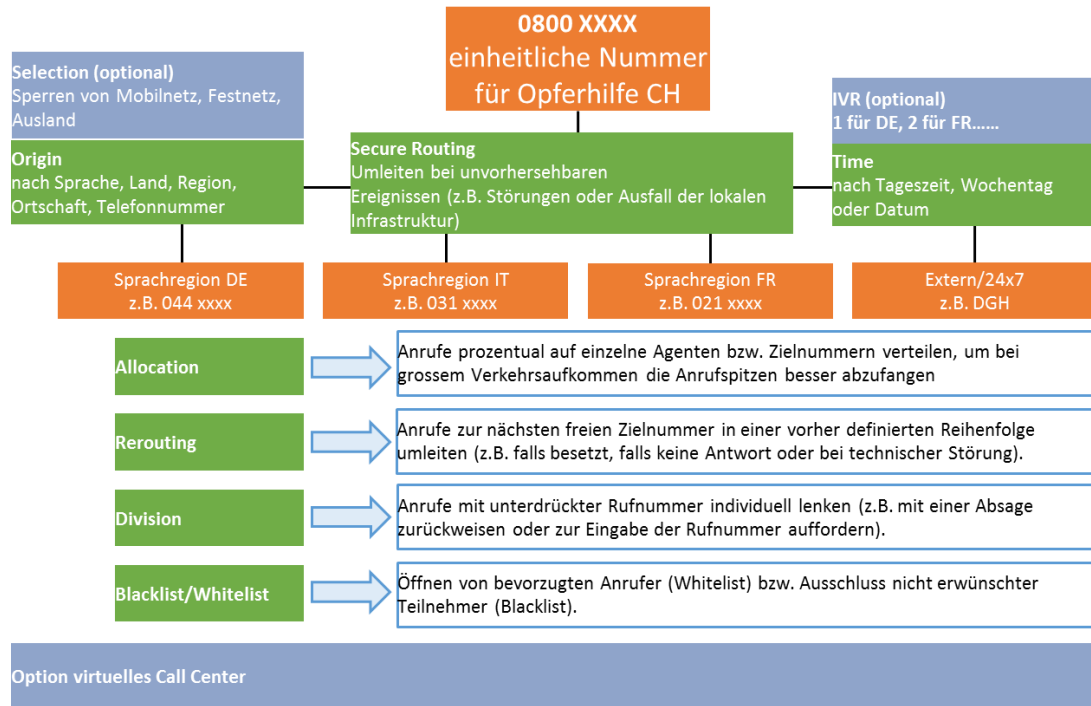 0800 XXXX
einheitliche Nummer
für Opferhilfe CH
Selection (optional)
Sperren von Mobilnetz, Festnetz,
Ausland
Origin
nach Sprache, Land, Region,
Ortschaft, Telefonnummer
Secure Routing
Umleiten bei unvorhersehbaren
Ereignissen (z.B. Störungen oder Ausfall der lokalen
Infrastruktur)
IVR (optional)
1 für DE, 2 für FR......
Time
nach Tageszeit, Wochentag
oder Datum
Sprachregion DE
z.B. 044 xxxx
Sprachregion IT
z.B. 031 xxxx
Sprachregion FR
z.B. 021 xxxx
Extern/24x7
z.B. DGH
Allocation
Anrufe prozentual auf einzelne Agenten bzw. Zielnummern verteilen, um bei
grossem Verkehrsaufkommen die Anrufspitzen besser abzufangen
Rerouting
Anrufe zur nächsten freien Zielnummer in einer vorher definierten Reihenfolge
umleiten (z.B. falls besetzt, falls keine Antwort oder bei technischer Störung).
Division
Anrufe mit unterdrückter Rufnummer individuell lenken (z.B. mit einer Absage
zurückweisen oder zur Eingabe der Rufnummer auffordern).
Blacklist/Whitelist
Öffnen von bevorzugten Anrufer (Whitelist) bzw. Ausschluss nicht erwünschter
Teilnehmer (Blacklist).
Option virtuelles Call Center